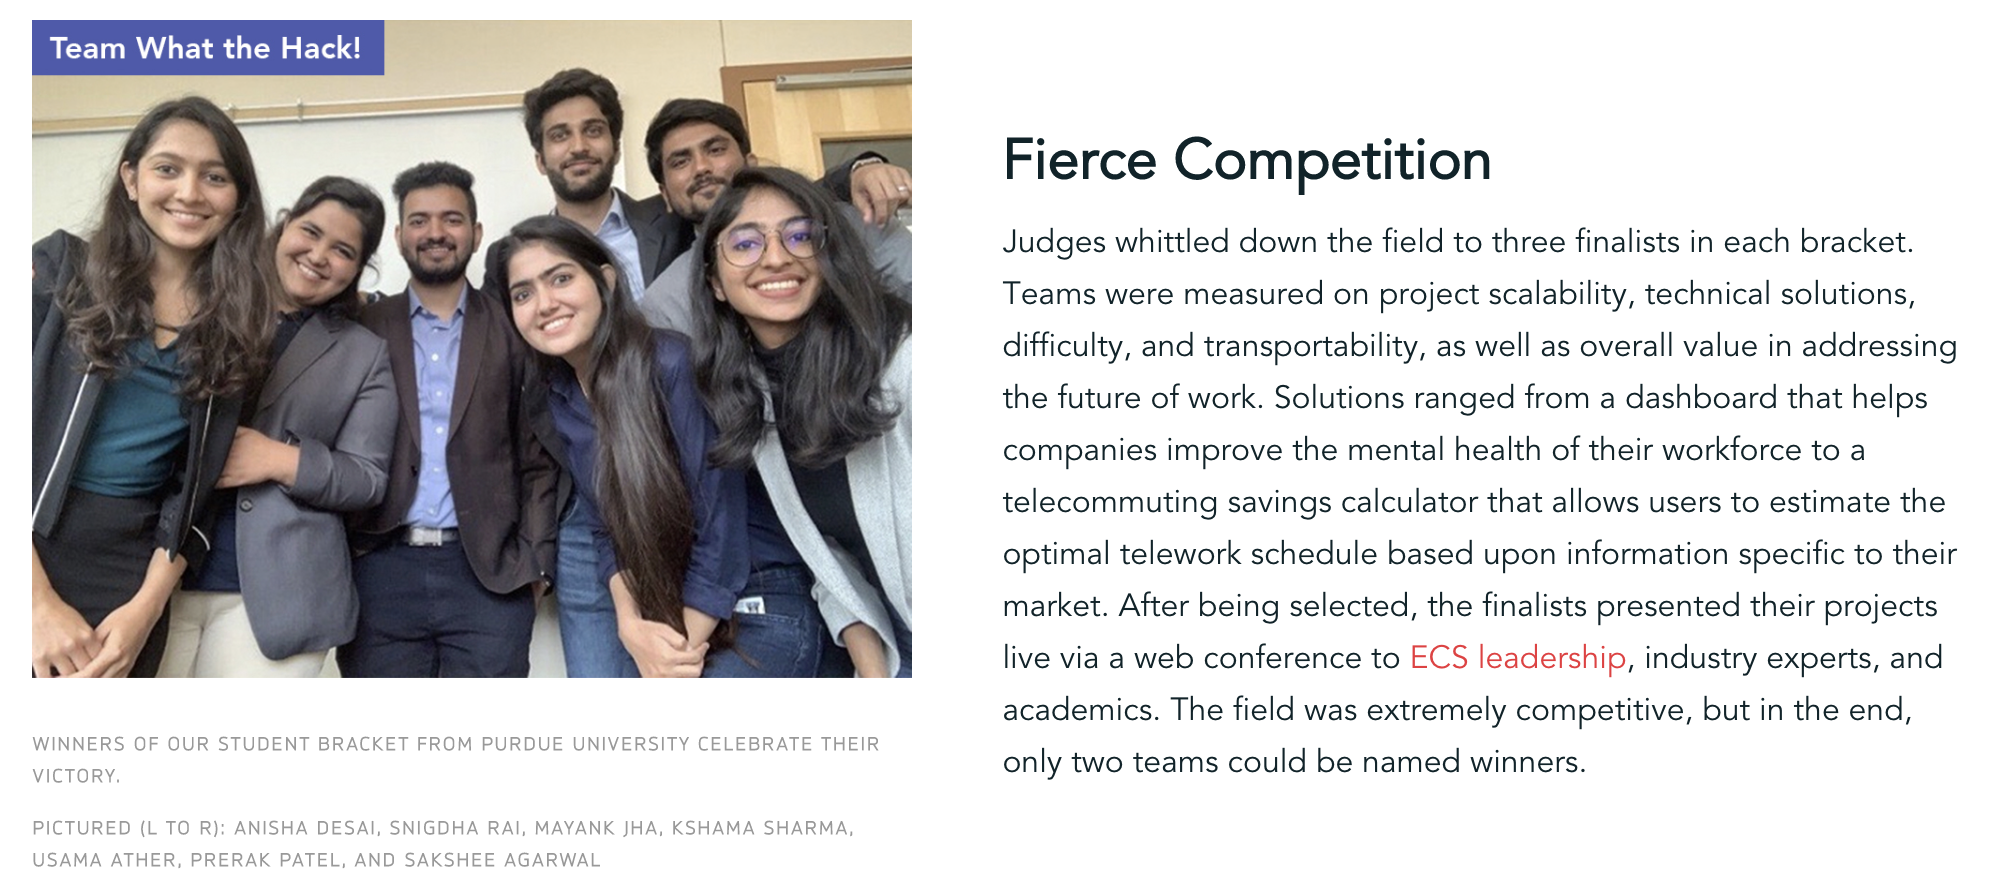 Team What the Hack!
WINNERS OF OUR STUDENT BRACKET FROM PURDUE UNIVERSITY CELEBRATE THEIR
VICTORY.
PICTURED (L TO R): ANISHA DESAI, SNIGDHA RAI, MAYANK JHA, KSHAMA SHARMA,
USAMA ATHER, PRERAK PATEL, AND SAKSHEE AGARWAL
Fierce Competition
Judges whittled down the field to three finalists in each bracket.
Teams were measured on project scalability, technical solutions,
difficulty, and transportability, as well as overall value in addressing
the future of work. Solutions ranged from a dashboard that helps
companies improve the mental health of their workforce to a
telecommuting savings calculator that allows users to estimate the
optimal telework schedule based upon information specific to their
market. After being selected, the finalists presented their projects
live via a web conference to ECS leadership, industry experts, and
academics. The field was extremely competitive, but in the end,
only two teams could be named winners.